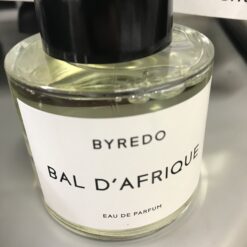 BYREDO
BAL D'AFRIQUE
EAU DE PARFUM